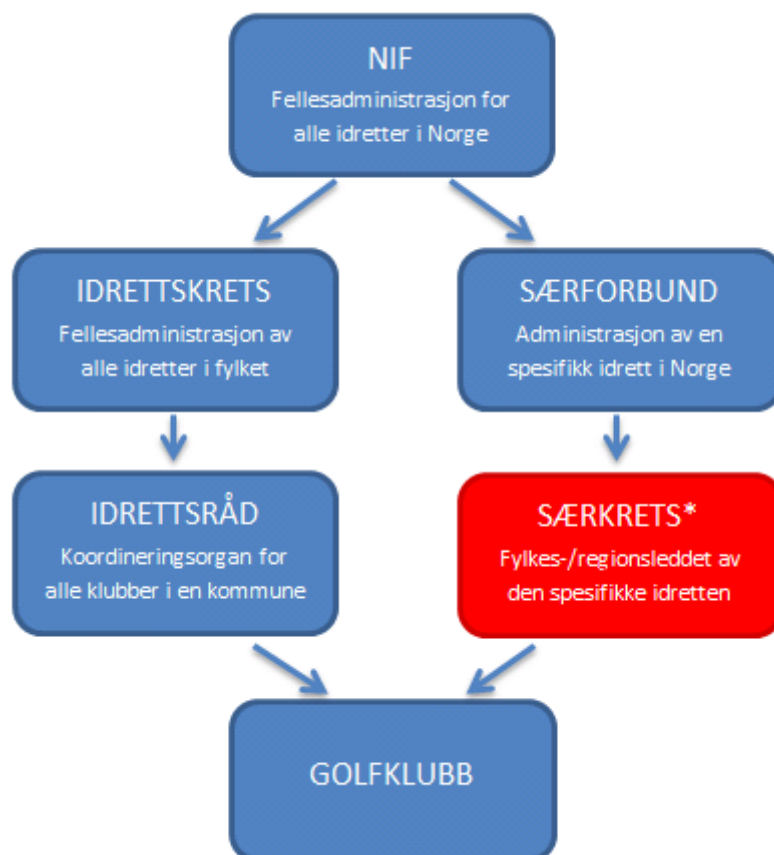 NIF
Fellesadministrasjon for
alle idretter i Norge
IDRETTSKRETS
Fellesadministrasjon av
alle idretter i fylket
SÆRFORBUND
Administrasjon av en
spesifikk idrett i Norge
IDRETTSRÅD
Koordineringsorgan for
alle klubber i en kommune
SÆRKRETS*
Fylkes-/regionsleddet av
den spesifikke idretten
GOLFKLUBB